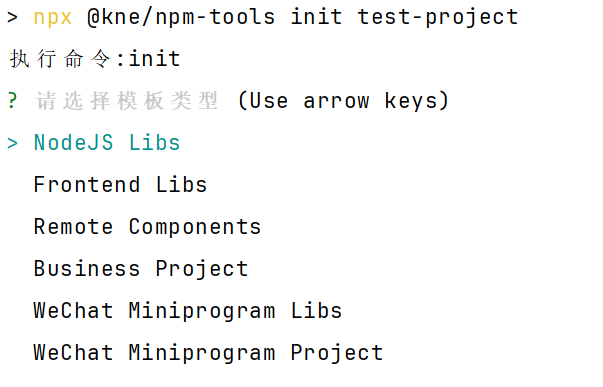 > npx @kne/npm-tools init test-project
执行命令:init
? 请选择模板类型 (Use arrow keys)
> NodeJS Libs
Frontend Libs
Remote Components
Business Project
WeChat Miniprogram Libs
WeChat Miniprogram Project